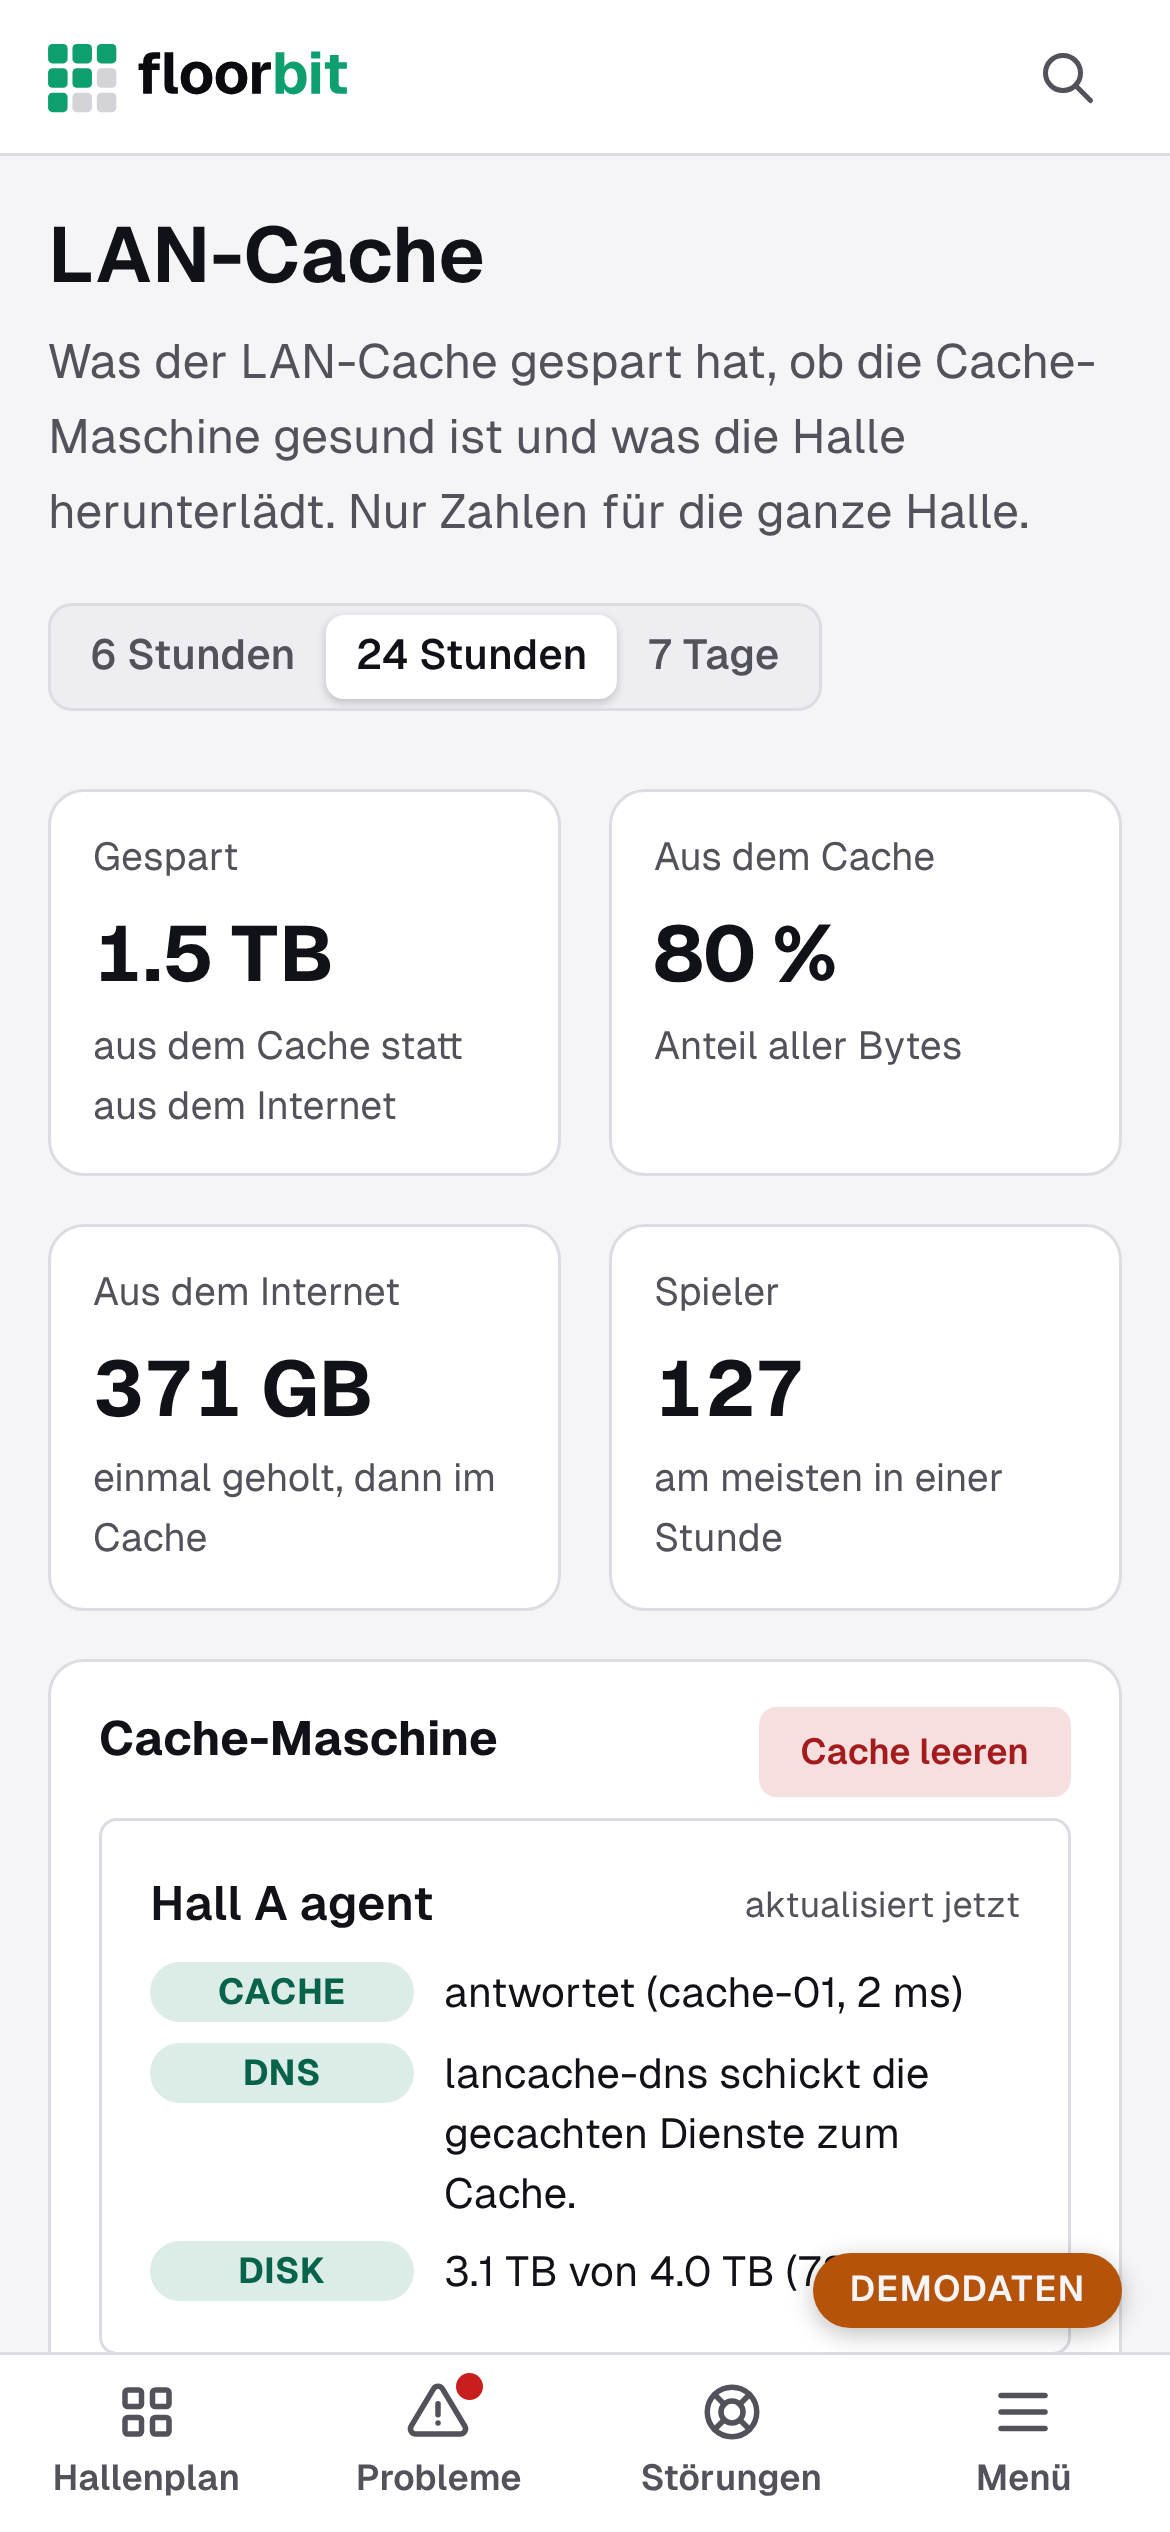 floorbit
LAN-Cache
Was der LAN-Cache gespart hat, ob die Cache-
Maschine gesund ist und was die Halle
herunterlädt. Nur Zahlen für die ganze Halle.
6 Stunden 24 Stunden 7 Tage
Gespart
1.5 TB
aus dem Cache statt
aus dem Internet
Aus dem Cache
80 %
Anteil aller Bytes
Aus dem Internet
371 GB
einmal geholt, dann im
Cache
Spieler
127
am meisten in einer
Stunde
Cache-Maschine
Cache leeren
Hall A agent
aktualisiert jetzt
CACHE antwortet (cache-01, 2 ms)
DNS lancache-dns schickt die
gecachten Dienste zum
Cache.
DISK 3.1 TB von 4.0 TB
DEMODATEN
Hallenplan Probleme Störungen Menü